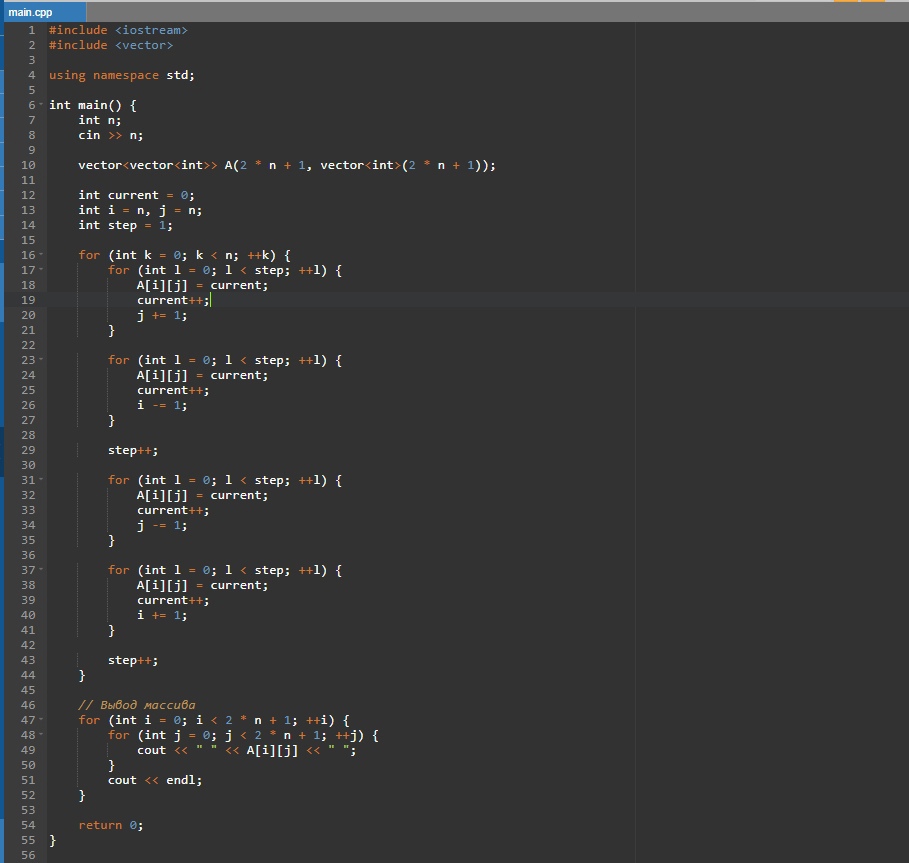 main.cpp
1 #include <iostream>
2 #include <vector>
3
4 using namespace std;
5
6 int main() {
7     int n;
8     cin >> n;
9
10     vector<vector<int>> A(2 * n + 1, vector<int>(2 * n + 1));
11
12     int current = 0;
13     int i = n, j = n;
14     int step = 1;
15
16     for (int k = 0; k < n; ++k) {
17         for (int l = 0; l < step; ++l) {
18             A[i][j] = current;
19             current++;
20             j += 1;
21         }
22
23         for (int l = 0; l < step; ++l) {
24             A[i][j] = current;
25             current++;
26             i -= 1;
27         }
28
29         step++;
30
31         for (int l = 0; l < step; ++l) {
32             A[i][j] = current;
33             current++;
34             j -= 1;
35         }
36
37         for (int l = 0; l < step; ++l) {
38             A[i][j] = current;
39             current++;
40             i += 1;
41         }
42
43         step++;
44     }
45
46     // Вывод массива
47     for (int i = 0; i < 2 * n + 1; ++i) {
48         for (int j = 0; j < 2 * n + 1; ++j) {
49             cout << " " << A[i][j] << " ";
50         }
51         cout << endl;
52     }
53
54     return 0;
55 }
56